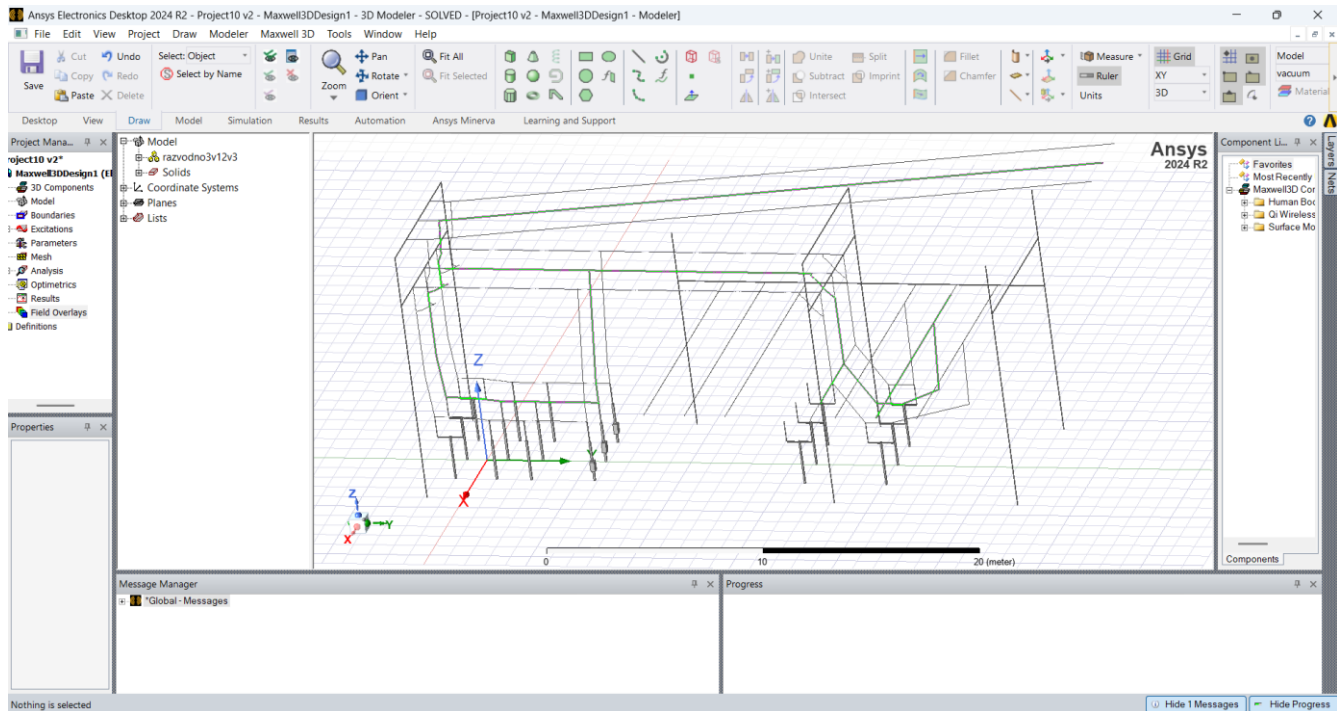 Ansys Electronics Desktop 2024 R2 - Project10 v2 - Maxwell3DDesign1 - 3D Modeler - SOLVED - [Project10 v2 - Maxwell3DDesign1 - Modeler]
File Edit View Project Draw Modeler Maxwell 3D Tools Window Help
Save
Cut
Copy
Paste
Undo
Redo
Delete
Select: Object
Select by Name
Zoom
Pan
Rotate
Orient
Fit All
Fit Selected
Unite
Subtract
Intersect
Split
Imprint
Fillet
Chamfer
Measure
Ruler
Units
Grid
XY
3D
Model
vacuum
Material
Desktop View Draw Model Simulation Results Automation Ansys Minerva Learning and Support
Project Mana...
roject10 v2*
Maxwell3DDesign1 (El
3D Components
Model
Boundaries
Excitations
Parameters
Mesh
Analysis
Optimetrics
Results
Field Overlays
Definitions
Properties
Model
razvodno3v12v3
Solids
Coordinate Systems
Planes
Lists
Ansys
2024 R2
Z
Y
X
Z
Y
X
0 10 20 (meter)
Component Li...
Favorites
Most Recently
Maxwell3D Cor
Human Boc
Qi Wireless
Surface Mo
Components
Layers
Nets
Message Manager
*Global - Messages
Progress
Nothing is selected
Hide 1 Messages
Hide Progress